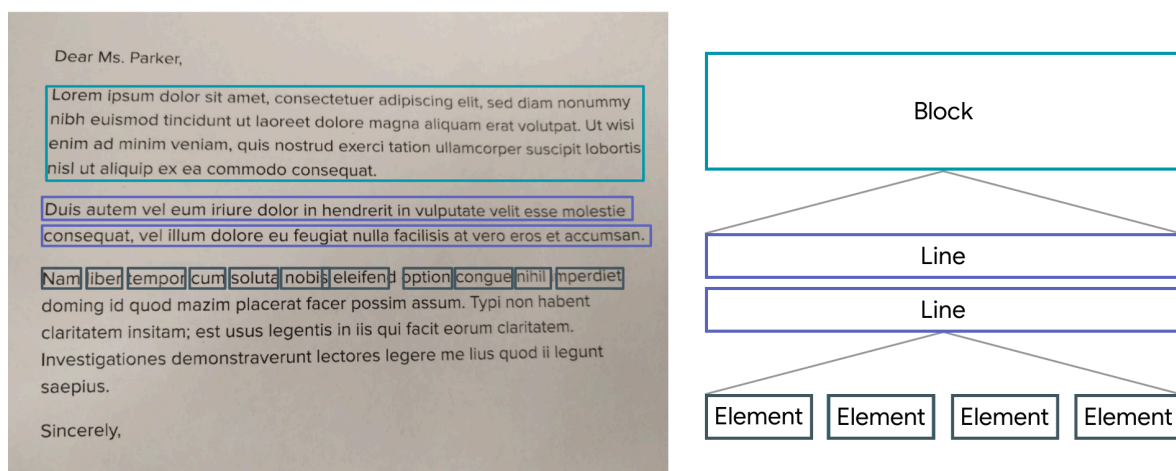 Dear Ms. Parker,
Lorem ipsum dolor sit amet, consectetuer adipiscing elit, sed diam nonummy
nibh euismod tincidunt ut laoreet dolore magna aliquam erat volutpat. Ut wisi
enim ad minim veniam, quis nostrud exerci tation ullamcorper suscipit lobortis
nisl ut aliquip ex ea commodo consequat.
Duis autem vel eum iriure dolor in hendrerit in vulputate velit esse molestie
consequat, vel illum dolore eu feugiat nulla facilisis at vero eros et accumsan.
Nam liber tempor cum soluta nobis eleifend option congue nihil imperdiet
doming id quod mazim placerat facer possim assum. Typi non habent
claritatem insitam; est usus legentis in iis qui facit eorum claritatem.
Investigationes demonstraverunt lectores legere me lius quod ii legunt
saepius.
Sincerely,
Block
Line
Line
Element Element Element Element